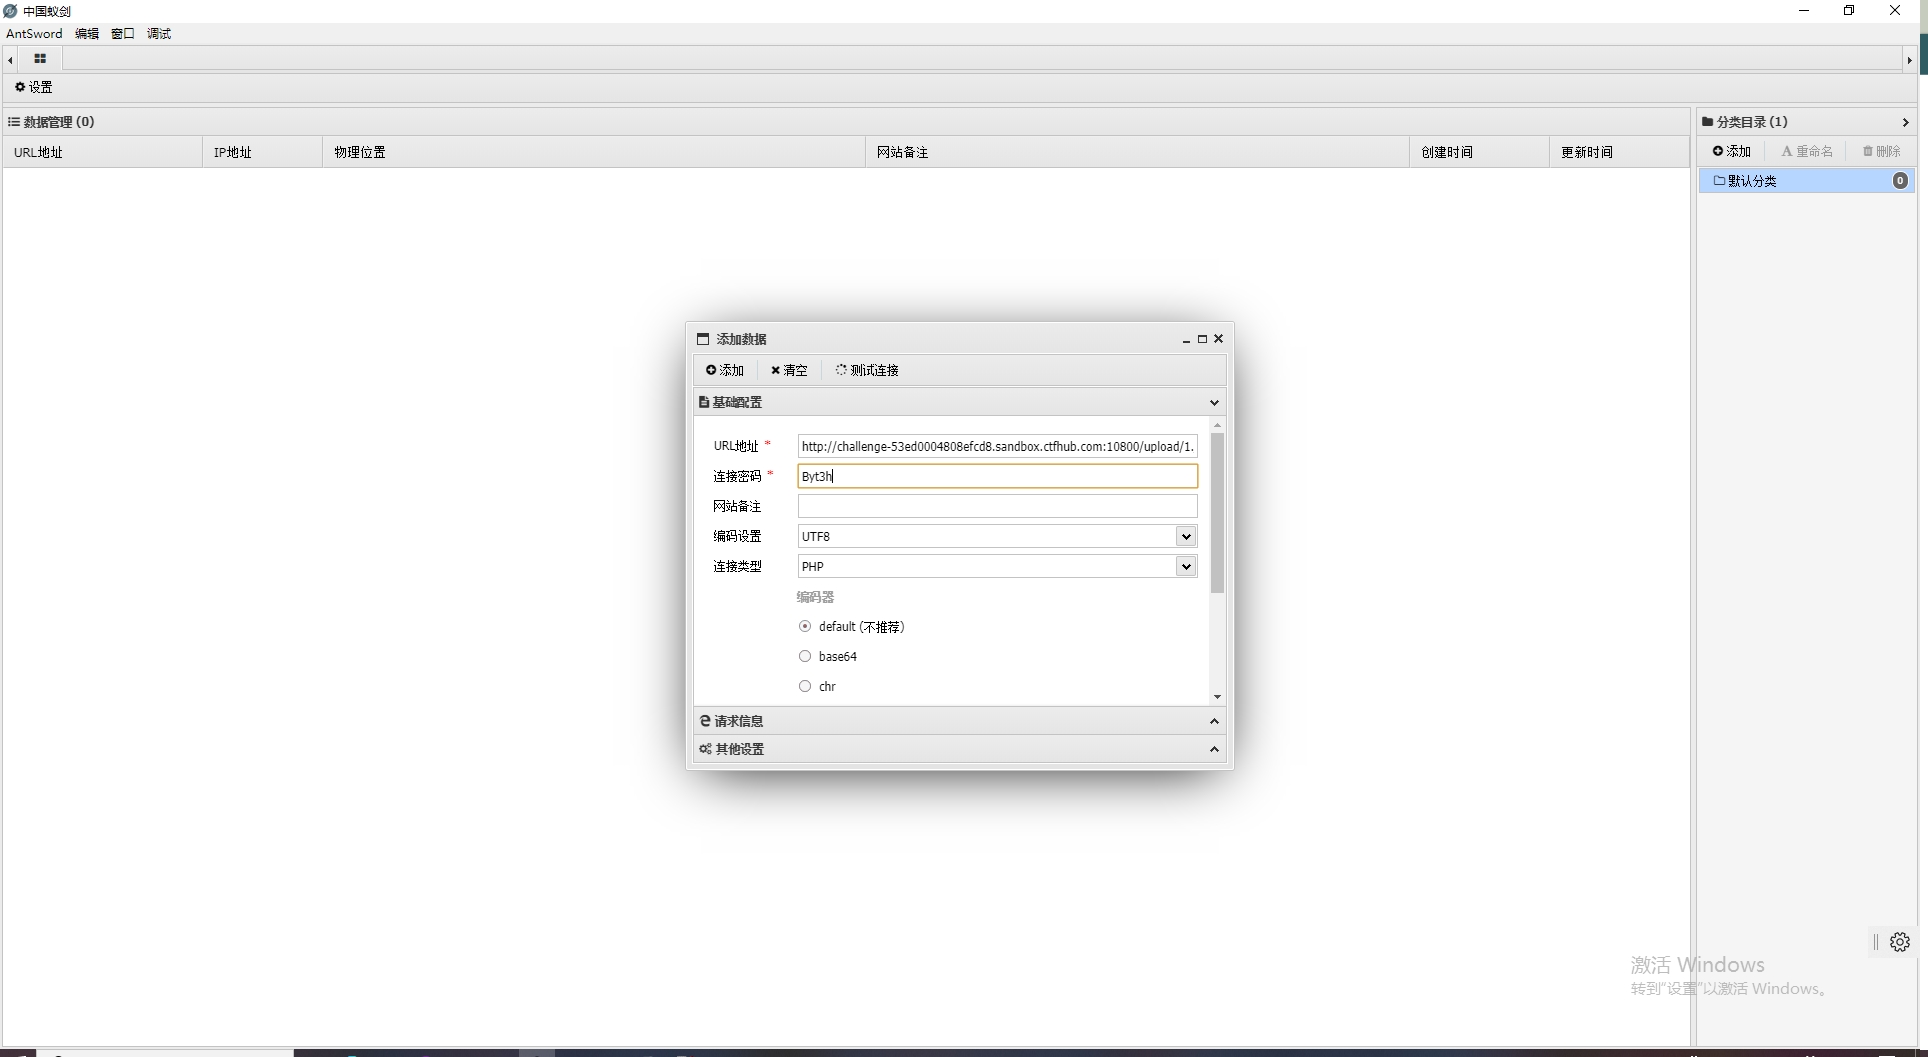 中国蚁剑
AntSword 编辑 窗口 调试
设置
数据管理 (0)
URL地址 IP地址 物理位置 网站备注 创建时间 更新时间
分类目录 (1)
添加 重命名 删除
默认分类 0
添加数据
添加 清空 测试连接
基础配置
URL地址 * http://challenge-53ed0004808efcd8.sandbox.ctfhub.com:10800/upload/1.
连接密码 * Byt3h
网站备注
编码设置 UTF8
连接类型 PHP
编码器
default (不推荐)
base64
chr
请求信息
其他设置
激活 Windows
转到“设置”以激活 Windows。